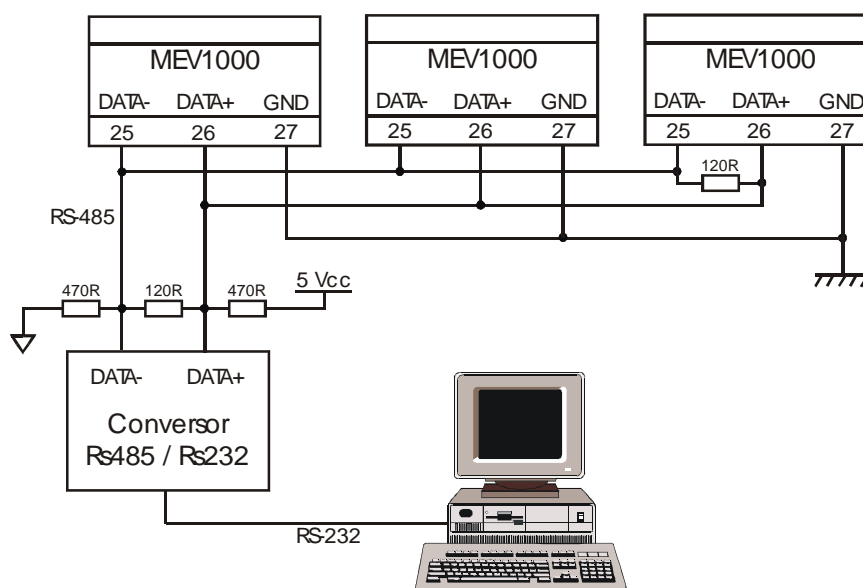 MEV1000 MEV1000 MEV1000
DATA- DATA+ GND DATA- DATA+ GND DATA- DATA+ GND
25 26 27 25 26 27 25 26 27
120R
RS-485
470R 120R 470R 5 Vcc
DATA- DATA+
Conversor
Rs485 / Rs232
RS-232